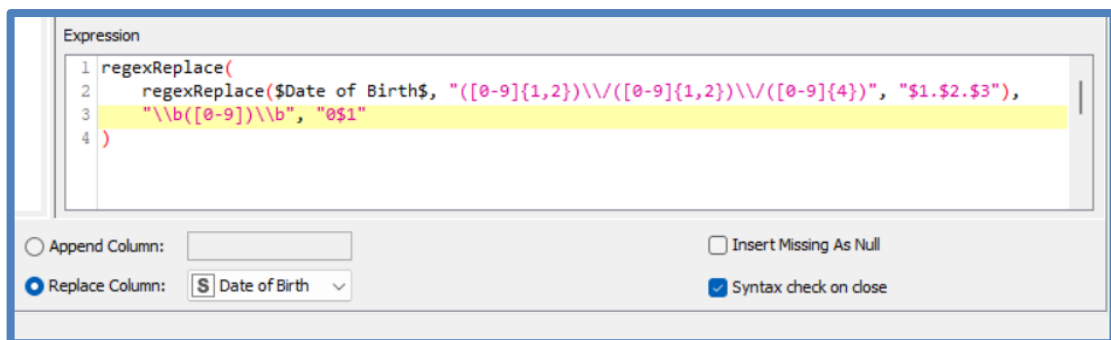 Expression
1 regexReplace(
2 regexReplace($Date of Birth$, "([0-9]{1,2})\\/([0-9]{1,2})\\/([0-9]{4})", "$1.$2.$3"),
3 "\\b([0-9])\\b", "0$1"
4 )
Append Column: Insert Missing As Null
Replace Column: S Date of Birth Syntax check on close